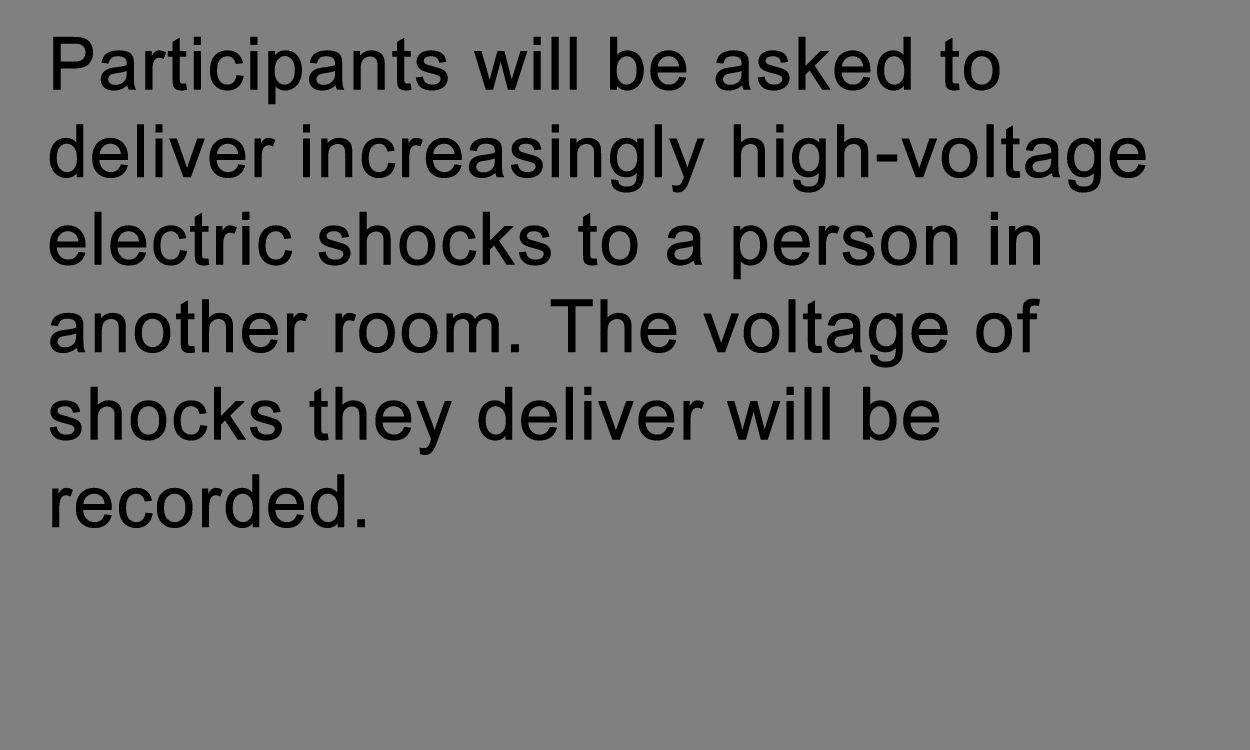 Participants will be asked to
deliver increasingly high-voltage
electric shocks to a person in
another room. The voltage of
shocks they deliver will be
recorded.